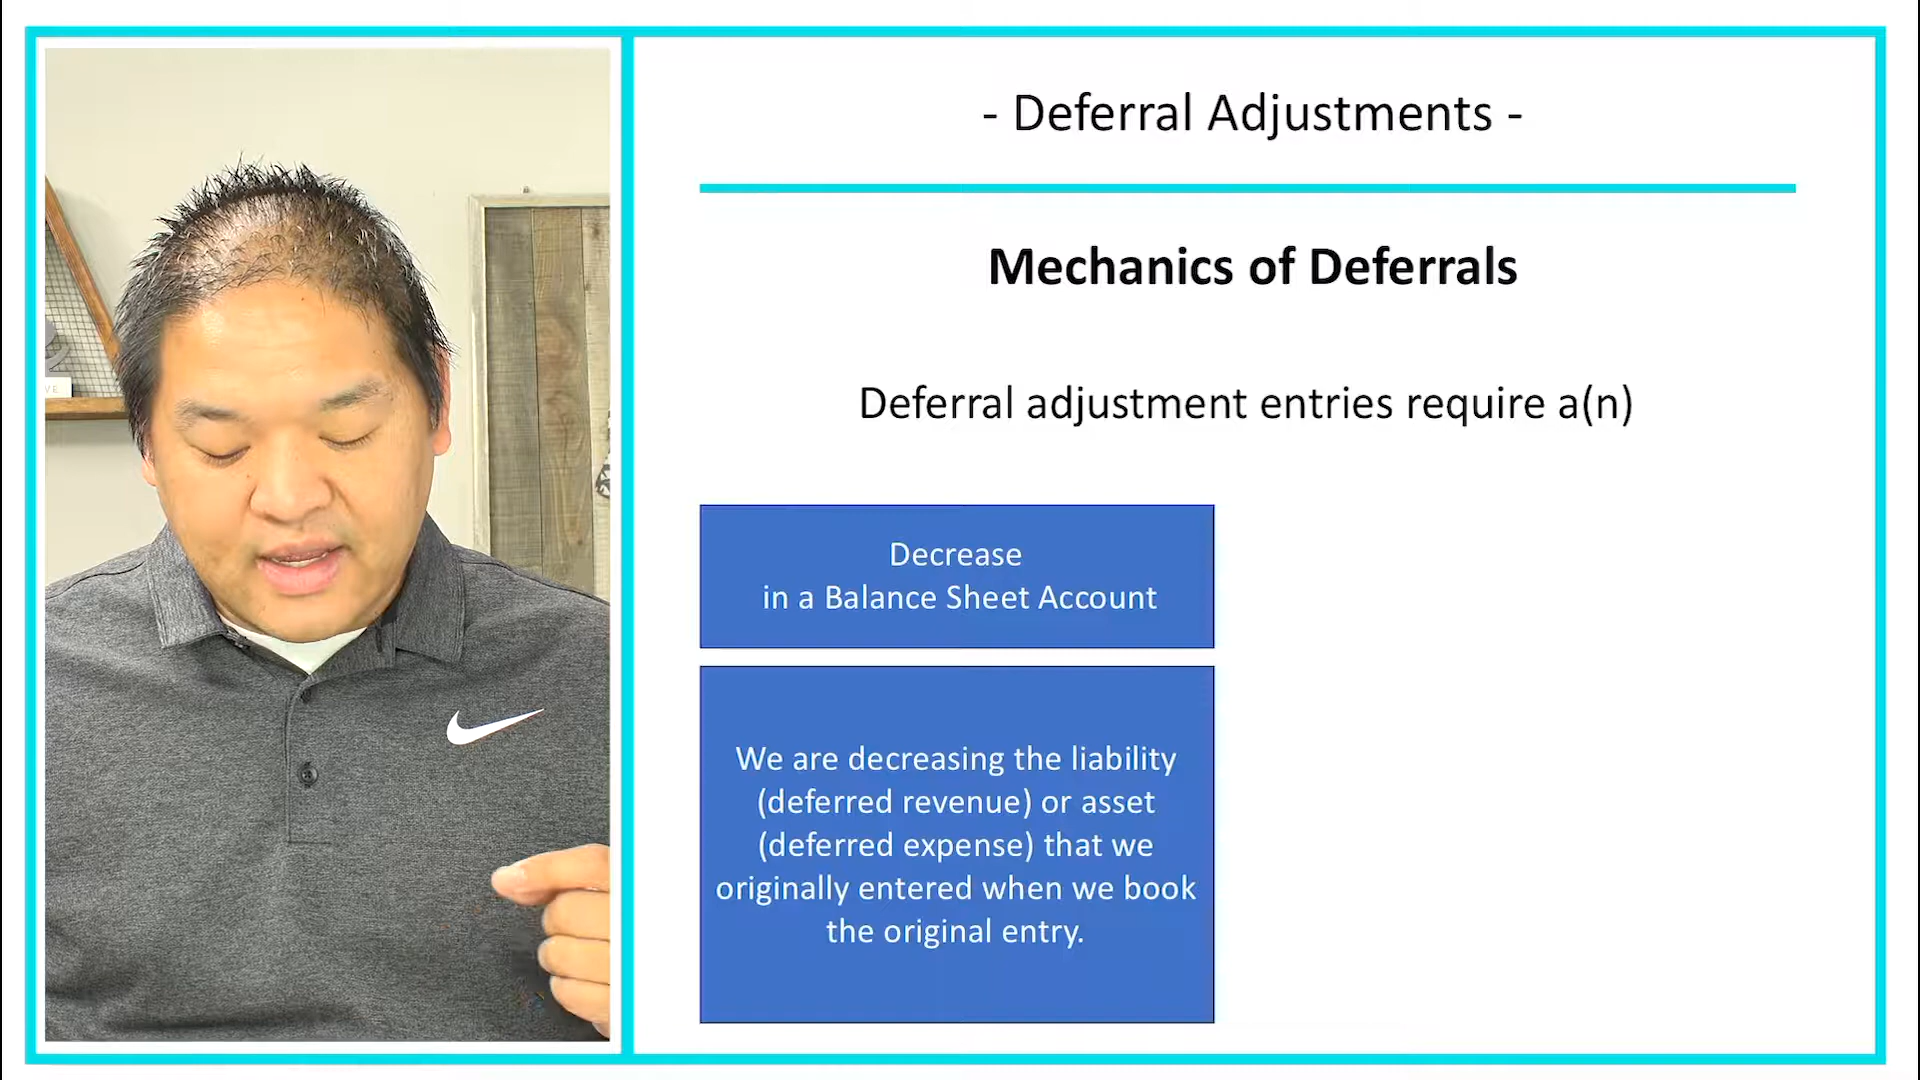 - Deferral Adjustments -
Mechanics of Deferrals
Deferral adjustment entries require a(n)
Decrease
in a Balance Sheet Account
We are decreasing the liability
(deferred revenue) or asset
(deferred expense) that we
originally entered when we book
the original entry.
VE